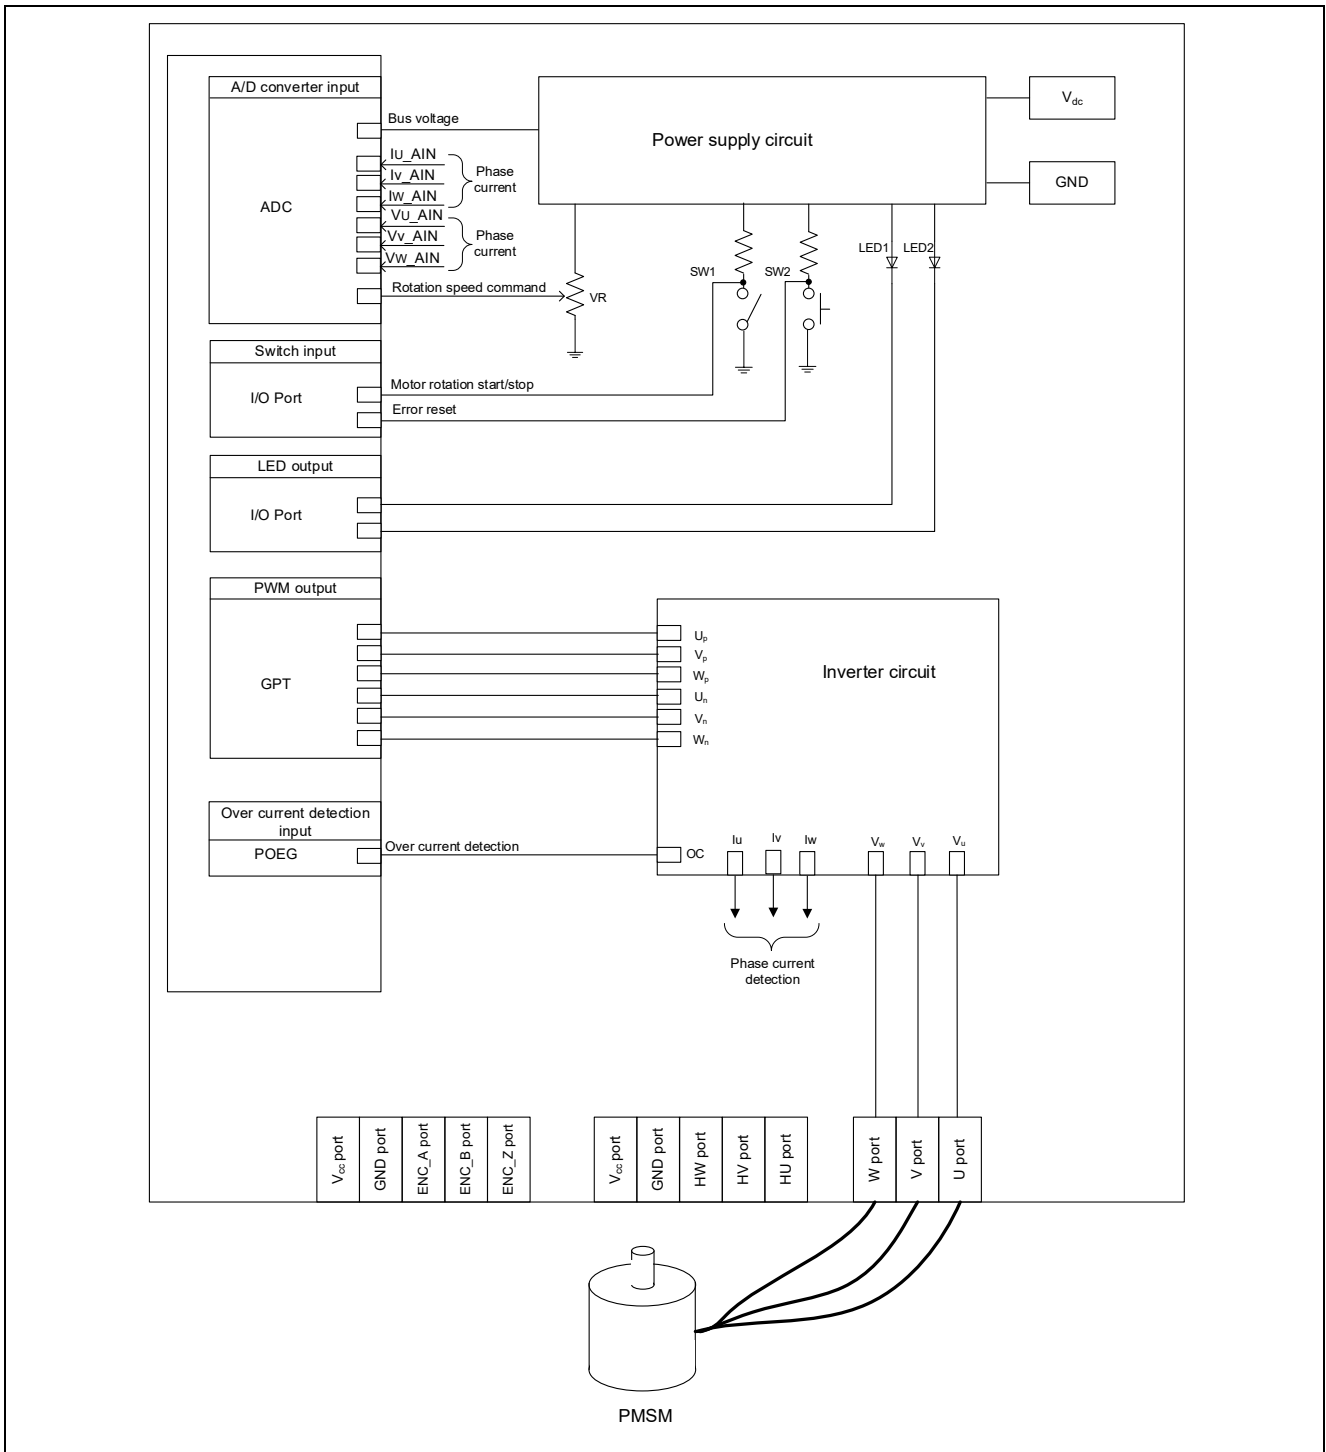 A/D converter input
ADC
Bus voltage
IU_AIN
IV_AIN
IW_AIN
Phase
current
VU_AIN
VV_AIN
VW_AIN
Phase
current
Rotation speed command
VR
Power supply circuit
Vdc
GND
SW1
SW2
LED1
LED2
Switch input
I/O Port
Motor rotation start/stop
Error reset
LED output
I/O Port
PWM output
GPT
Up
Vp
Wp
Un
Vn
Wn
Inverter circuit
Over current detection
input
POEG
Over current detection
OC
Iu
Iv
Iw
Vw
Vv
Vu
Phase current
detection
Vcc port
GND port
ENC_A port
ENC_B port
ENC_Z port
Vcc port
GND port
HW port
HV port
HU port
W port
V port
U port
PMSM